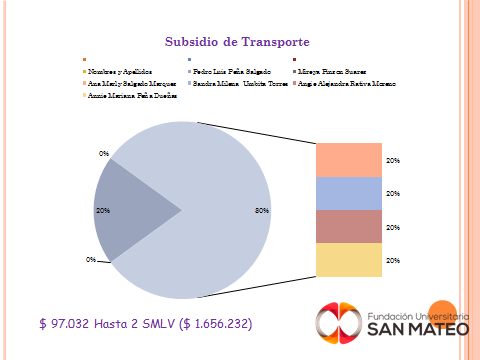 Subsidio de Transporte
Nombres y Apellidos Pedro Luis Peña Salgado Mireya Pinzon Suarez
Ana Marly Salgado Marques Sandra Milena Umbita Torres Angie Alejandra Rativa Moreno
Annie Mariana Peña Dueñas
0%
20%
0%
80%
20%
20%
20%
20%
$ 97.032 Hasta 2 SMLV ($ 1.656.232)
Fundación Universitaria
SAN MATEO